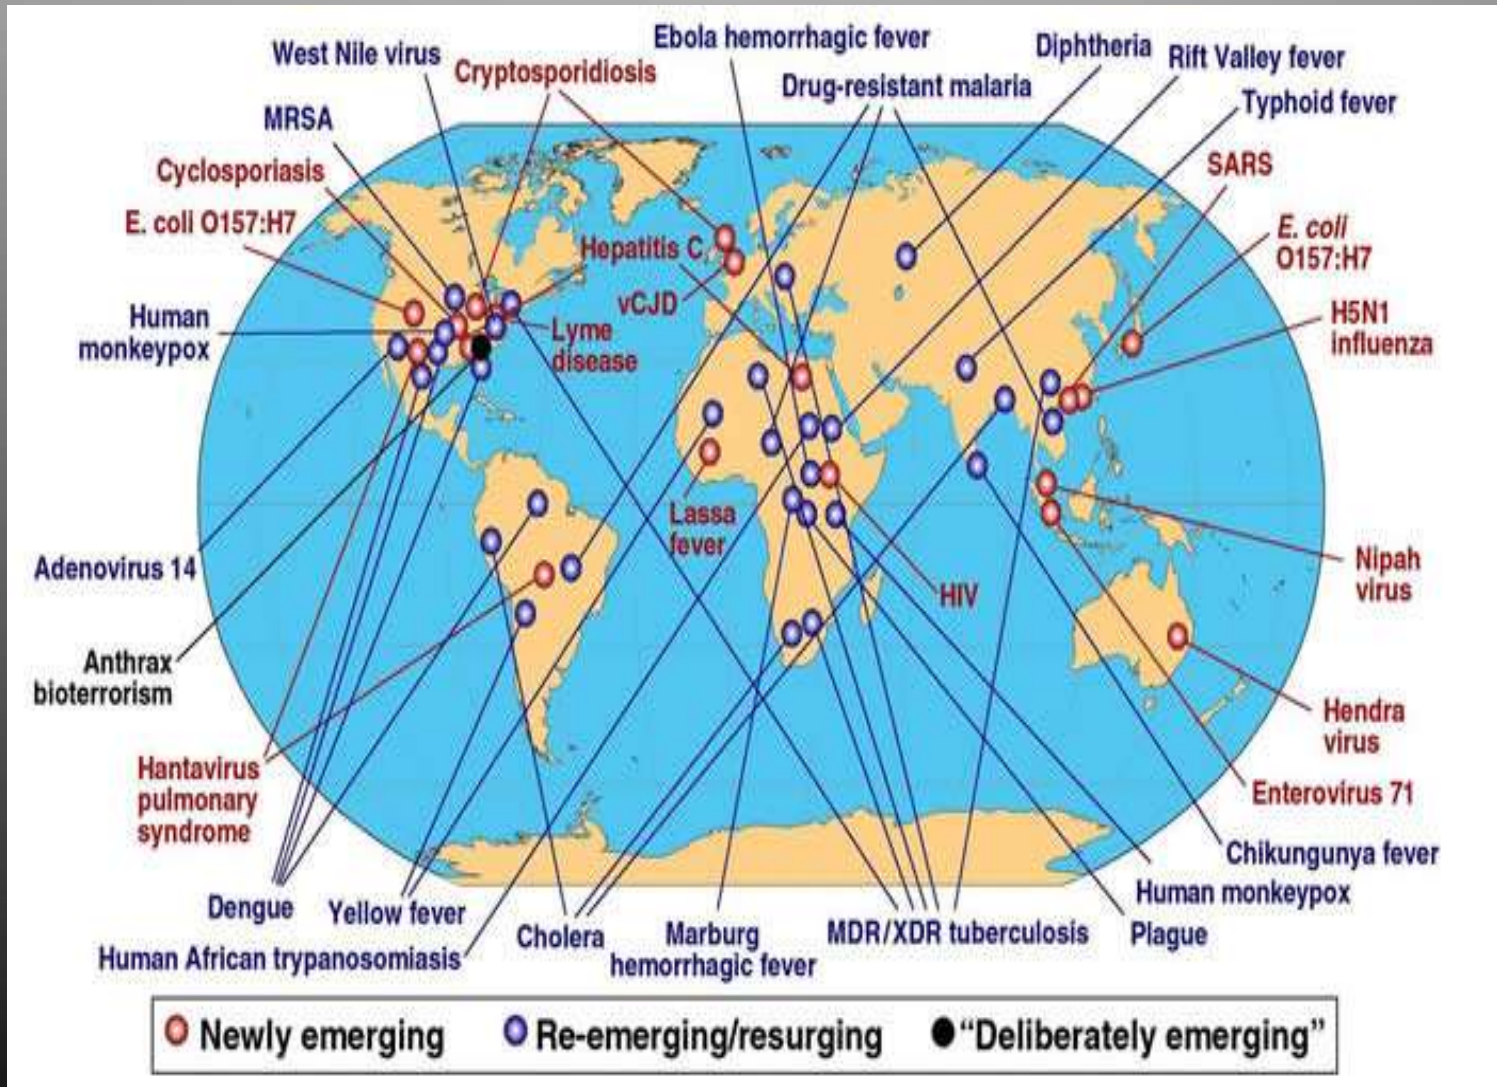 West Nile virus
Ebola hemorrhagic fever
Diphtheria
Rift Valley fever
Cryptosporidiosis
Drug-resistant malaria
Typhoid fever
MRSA
SARS
Cyclosporiasis
E. coli O157:H7
E. coli
O157:H7
Hepatitis C
vCJD
H5N1
influenza
Human
monkeypox
Lyme
disease
Lassa
fever
Adenovirus 14
Nipah
virus
HIV
Anthrax
bioterrorism
Hendra
virus
Hantavirus
pulmonary
syndrome
Enterovirus 71
Chikungunya fever
Human monkeypox
Dengue
Yellow fever
Cholera
Marburg
hemorrhagic fever
MDR/XDR tuberculosis
Plague
Human African trypanosomiasis
Newly emerging
Re-emerging/resurging
“Deliberately emerging”